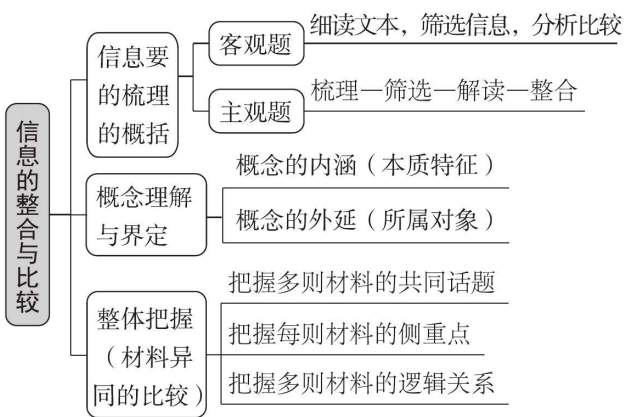 信息的整合与比较
信息要
的梳理
的概括
客观题
细读文本，筛选信息，分析比较
主观题
梳理—筛选—解读—整合
概念理解
与界定
概念的内涵（本质特征）
概念的外延（所属对象）
整体把握
（材料异
同的比较）
把握多则材料的共同话题
把握每则材料的侧重点
把握多则材料的逻辑关系